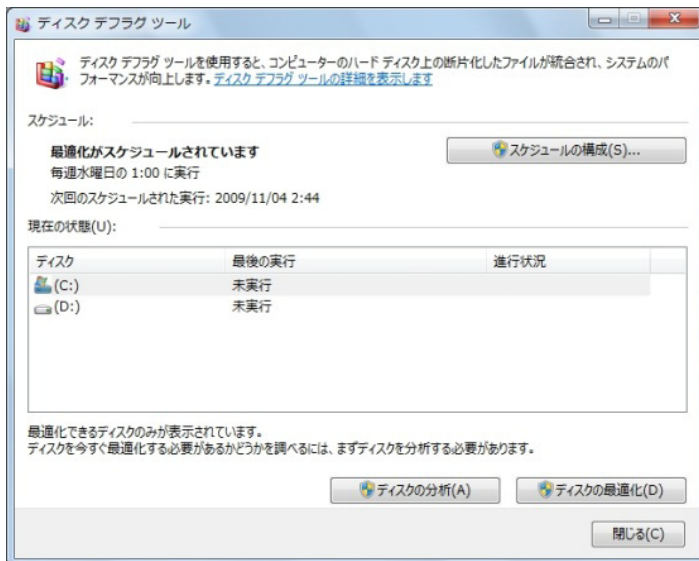 ディスク デフラグ ツール
ディスク デフラグ ツールを使用すると、コンピューターのハード ディスク上の断片化したファイルが統合され、システムのパ
フォーマンスが向上します。ディスク デフラグ ツールの詳細を表示します
スケジュール:
最適化がスケジュールされています
スケジュールの構成(S)...
毎週水曜日の 1:00 に実行
次回のスケジュールされた実行: 2009/11/04 2:44
現在の状態(U):
ディスク 最後の実行 進行状況
(C:) 未実行
(D:) 未実行
最適化できるディスクのみが表示されています。
ディスクを今すぐ最適化する必要があるかどうかを調べるには、まずディスクを分析する必要があります。
ディスクの分析(A) ディスクの最適化(D)
閉じる(C)